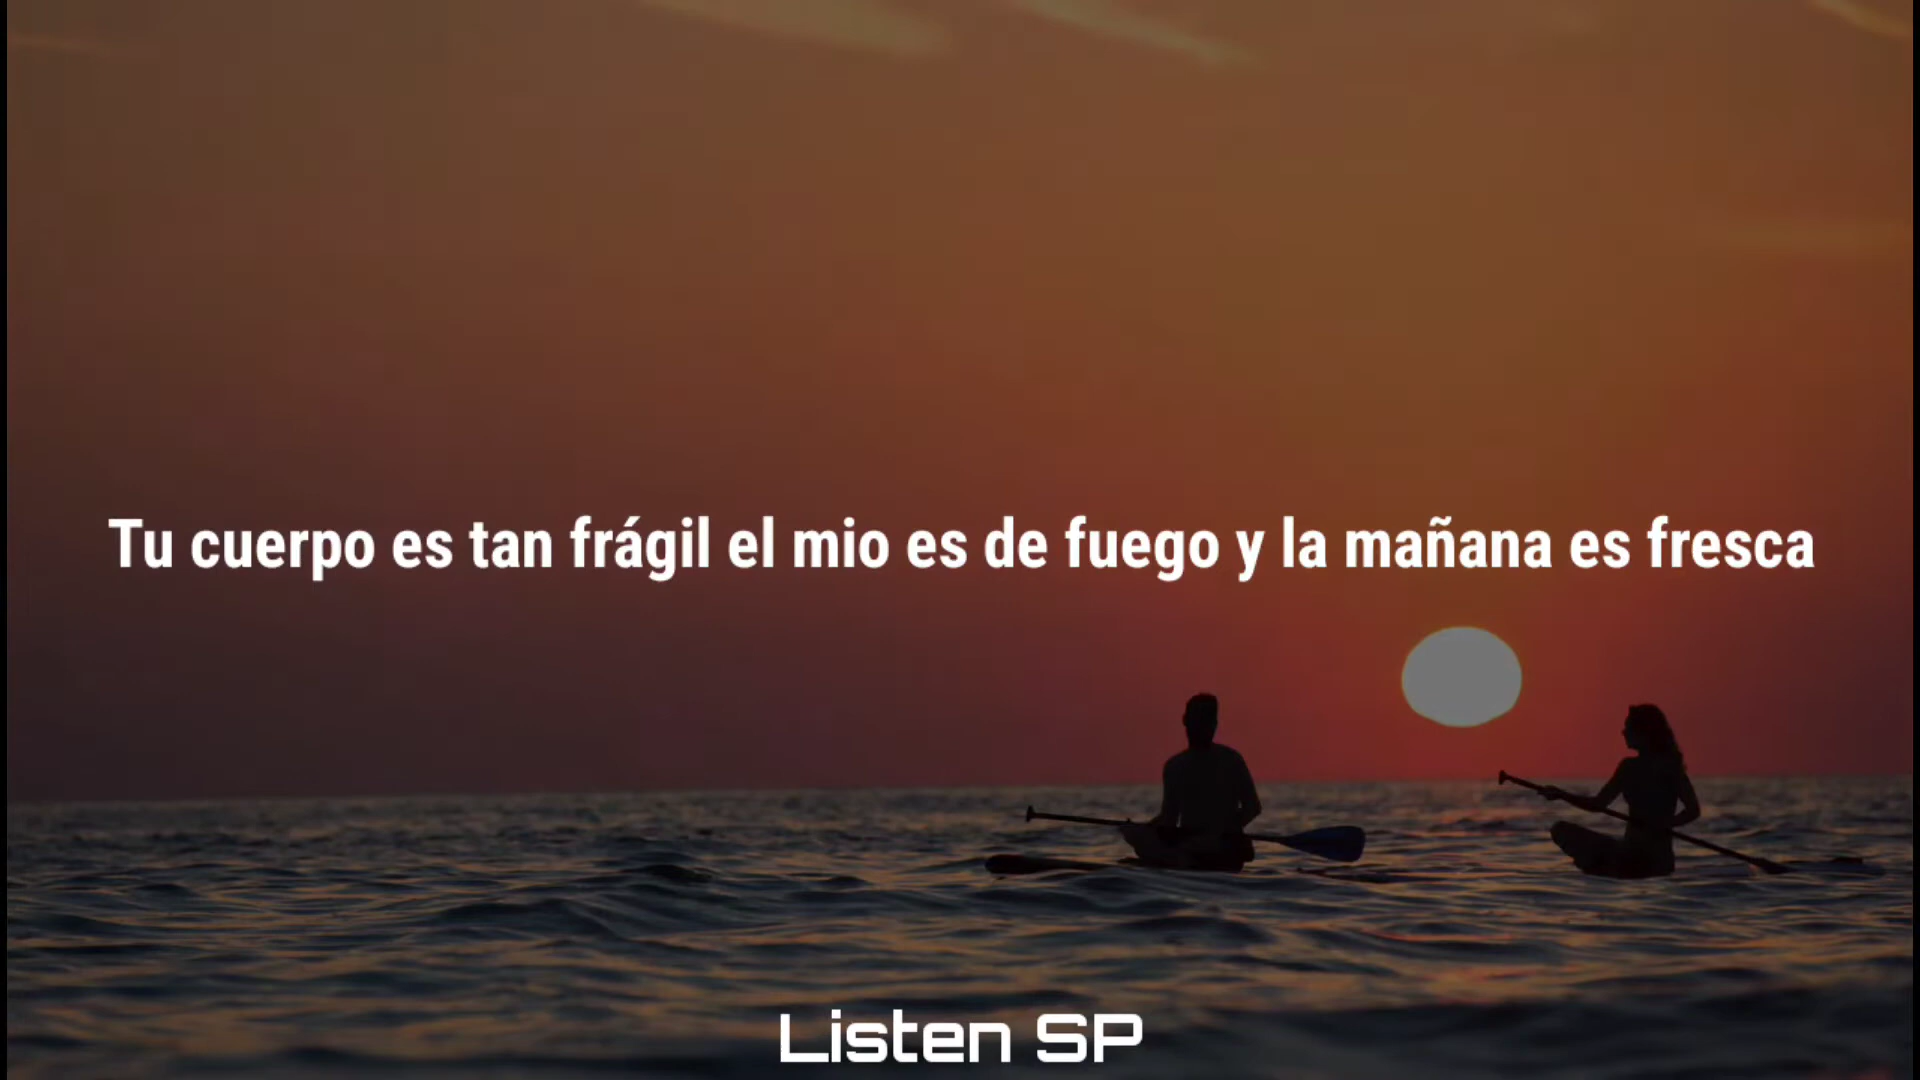 Tu cuerpo es tan frágil el mio es de fuego y la mañana es fresca
Listen SP